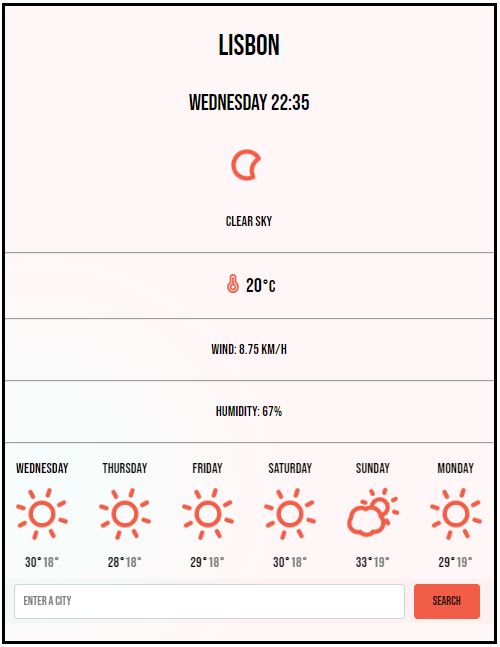 LISBON
WEDNESDAY 22:35
CLEAR SKY
20°C
WIND: 8.75 KM/H
HUMIDITY: 67%
WEDNESDAY THURSDAY FRIDAY SATURDAY SUNDAY MONDAY
30°18° 28°18° 29°18° 30°18° 33°19° 29°19°
ENTER A CITY SEARCH